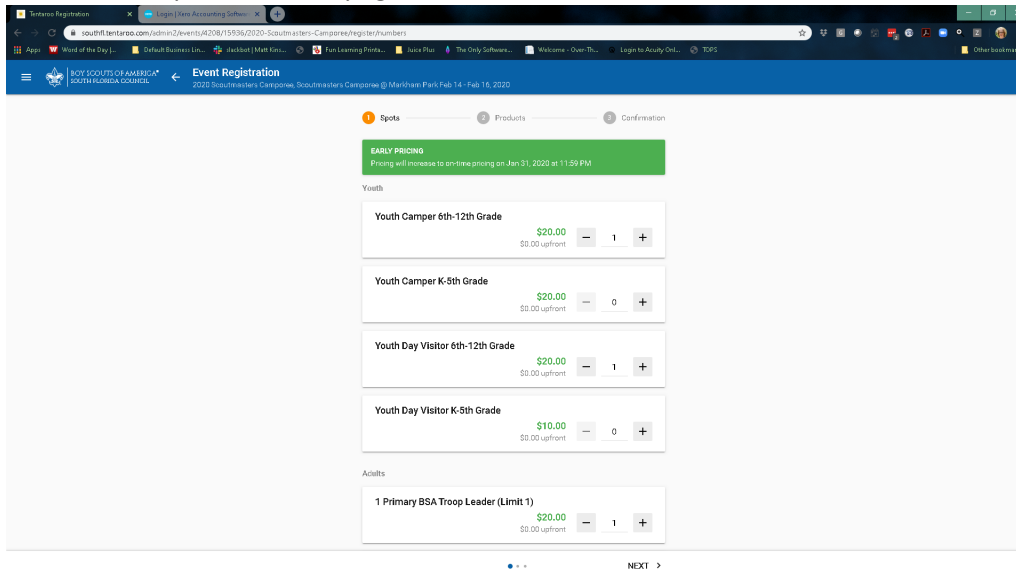 Tentaroo Registration
Login | Xero Accounting Software
southfl.tentaroo.com/admin2/events/4208/15936/2020-Scoutmasters-Camporee/register/numbers
Apps
Word of the Day |...
Default Business Lin...
slackbot | Matt Kins...
Fun Learning Printa...
Juice Plus
The Only Software...
Welcome - Over-Th...
Login to Acuity Onl...
TOPS
Other bookmar
BOY SCOUTS OF AMERICA®
SOUTH FLORIDA COUNCIL
Event Registration
2020 Scoutmasters Camporee, Scoutmasters Camporee @ Markham Park Feb 14 - Feb 16, 2020
1 Spots
2 Products
3 Confirmation
EARLY PRICING
Pricing will increase to on-time pricing on Jan 31, 2020 at 11:59 PM
Youth
Youth Camper 6th-12th Grade
$20.00
$0.00 upfront
− 1 +
Youth Camper K-5th Grade
$20.00
$0.00 upfront
− 0 +
Youth Day Visitor 6th-12th Grade
$20.00
$0.00 upfront
− 1 +
Youth Day Visitor K-5th Grade
$10.00
$0.00 upfront
− 0 +
Adults
1 Primary BSA Troop Leader (Limit 1)
$20.00
$0.00 upfront
− 1 +
NEXT >